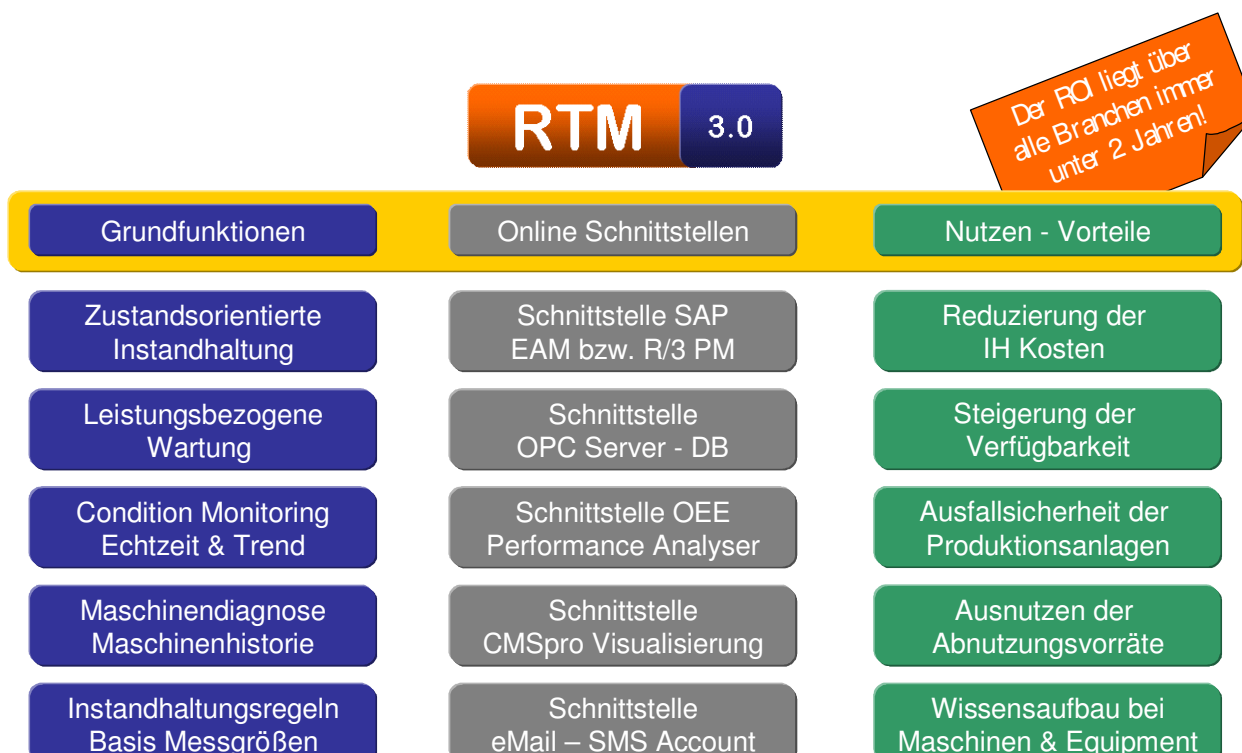 RTM 3.0
Der ROI liegt über
alle Branchen immer
unter 2 Jahren!
Grundfunktionen
Online Schnittstellen
Nutzen - Vorteile
Zustandsorientierte
Instandhaltung
Schnittstelle SAP
EAM bzw. R/3 PM
Reduzierung der
IH Kosten
Leistungsbezogene
Wartung
Schnittstelle
OPC Server - DB
Steigerung der
Verfügbarkeit
Condition Monitoring
Echtzeit & Trend
Schnittstelle OEE
Performance Analyser
Ausfallsicherheit der
Produktionsanlagen
Maschinendiagnose
Maschinenhistorie
Schnittstelle
CMSpro Visualisierung
Ausnutzen der
Abnutzungsvorräte
Instandhaltungsregeln
Basis Messgrößen
Schnittstelle
eMail – SMS Account
Wissensaufbau bei
Maschinen & Equipment